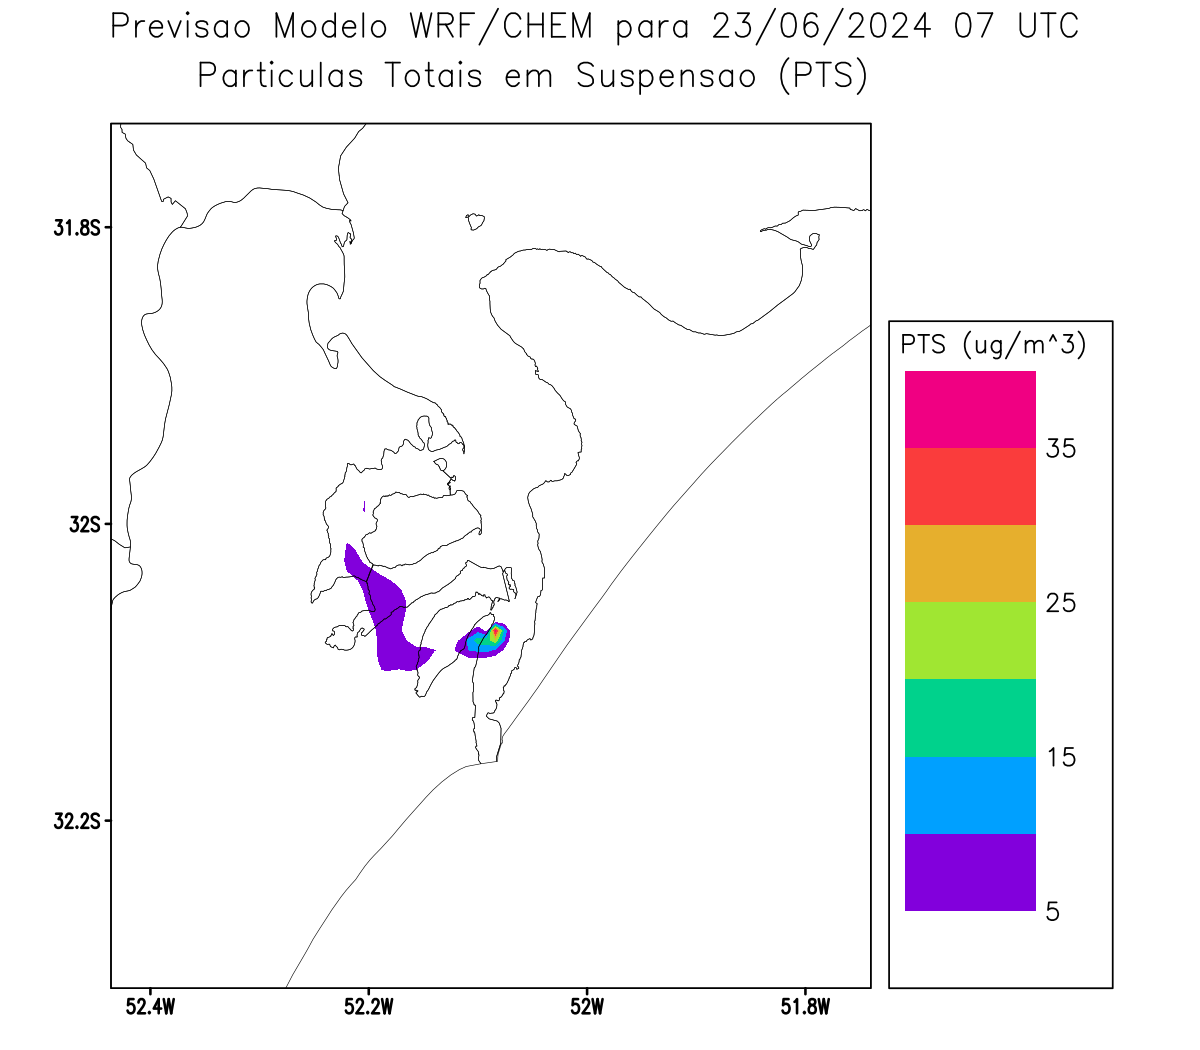 Previsao Modelo WRF/CHEM para 23/06/2024 07 UTC
Particulas Totais em Suspensao (PTS)
31.8S
32S
32.2S
52.4W
52.2W
52W
51.8W
PTS (ug/m^3)
35
25
15
5